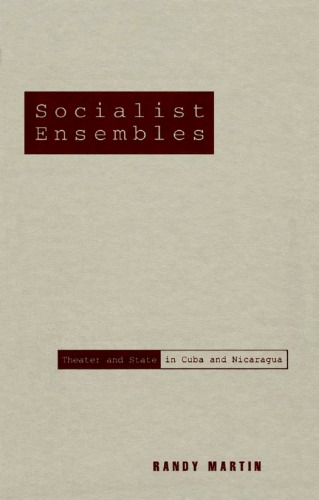 Socialist
Ensembles
Theater and State in Cuba and Nicaragua
RANDY MARTIN